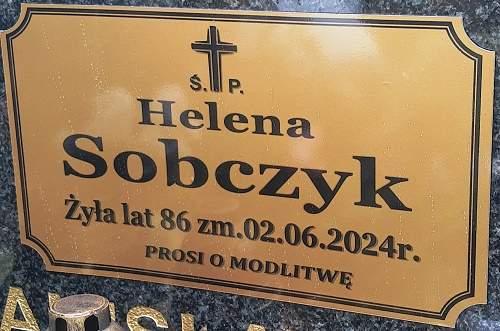 Ś. P.
Helena
Sobczyk
Żyła lat 86 zm.02.06.2024r.
PROSI O MODLITWĘ